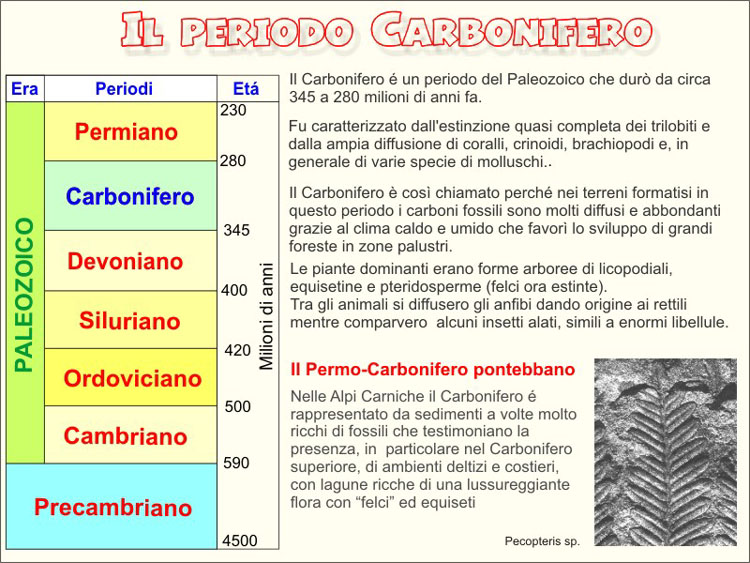 Il periodo Carbonifero
Era Periodi Etá
230
Permiano
280
Carbonifero
345
Devoniano
400
Siluriano
420
Ordoviciano
500
Cambriano
590
Precambriano
4500
PALEOZOICO
Milioni di anni
Il Carbonifero é un periodo del Paleozoico che durò da circa
345 a 280 milioni di anni fa.
Fu caratterizzato dall'estinzione quasi completa dei trilobiti e
dalla ampia diffusione di coralli, crinoidi, brachiopodi e, in
generale di varie specie di molluschi..
Il Carbonifero è così chiamato perché nei terreni formatisi in
questo periodo i carboni fossili sono molti diffusi e abbondanti
grazie al clima caldo e umido che favorì lo sviluppo di grandi
foreste in zone palustri.
Le piante dominanti erano forme arboree di licopodiali,
equisetine e pteridosperme (felci ora estinte).
Tra gli animali si diffusero gli anfibi dando origine ai rettili
mentre comparvero alcuni insetti alati, simili a enormi libellule.
Il Permo-Carbonifero pontebbano
Nelle Alpi Carniche il Carbonifero é
rappresentato da sedimenti a volte molto
ricchi di fossili che testimoniano la
presenza, in particolare nel Carbonifero
superiore, di ambienti deltizi e costieri,
con lagune ricche di una lussureggiante
flora con “felci” ed equiseti
Pecopteris sp.